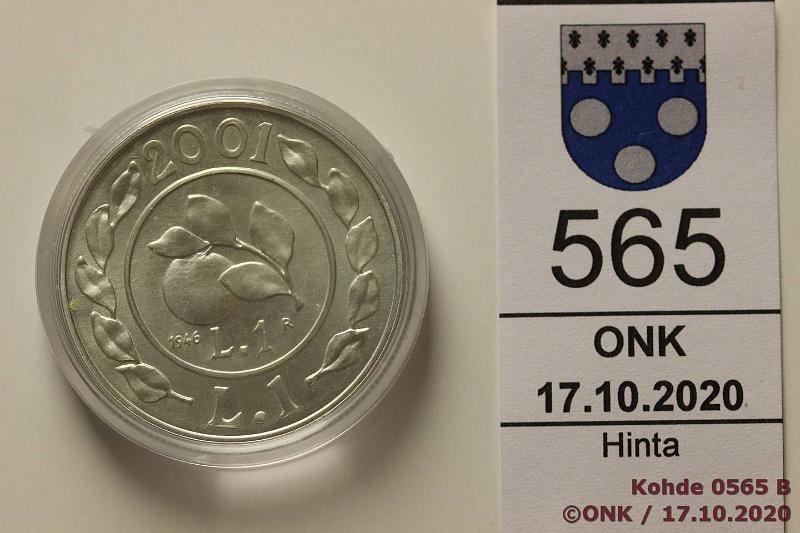 2001
1946 L.1 R
L.1
565
ONK
17.10.2020
Hinta
Kohde 0565 B
©ONK / 17.10.2020